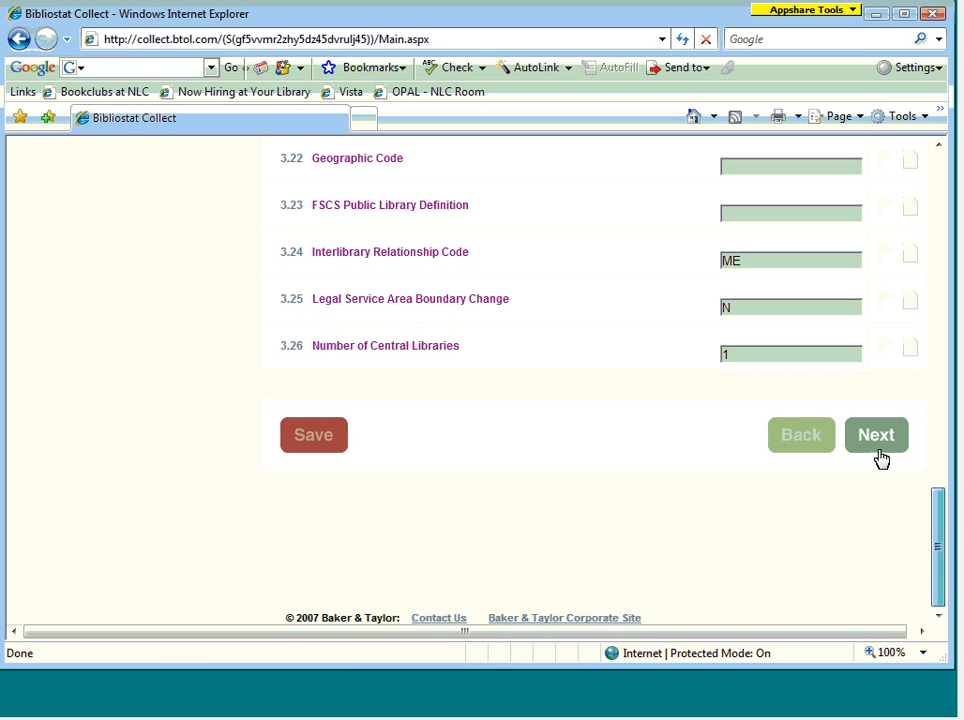 Bibliostat Collect - Windows Internet Explorer
Appshare Tools
http://collect.btol.com/(S(gf5vvmr2zhy5dz45dvrulj45))/Main.aspx
Google
Google G Go Bookmarks ABC Check AutoLink AutoFill Send to Settings
Links Bookclubs at NLC Now Hiring at Your Library Vista OPAL - NLC Room
Bibliostat Collect Page Tools
3.22 Geographic Code
3.23 FSCS Public Library Definition
3.24 Interlibrary Relationship Code ME
3.25 Legal Service Area Boundary Change N
3.26 Number of Central Libraries 1
Save Back Next
© 2007 Baker & Taylor: Contact Us Baker & Taylor Corporate Site
Done Internet | Protected Mode: On 100%